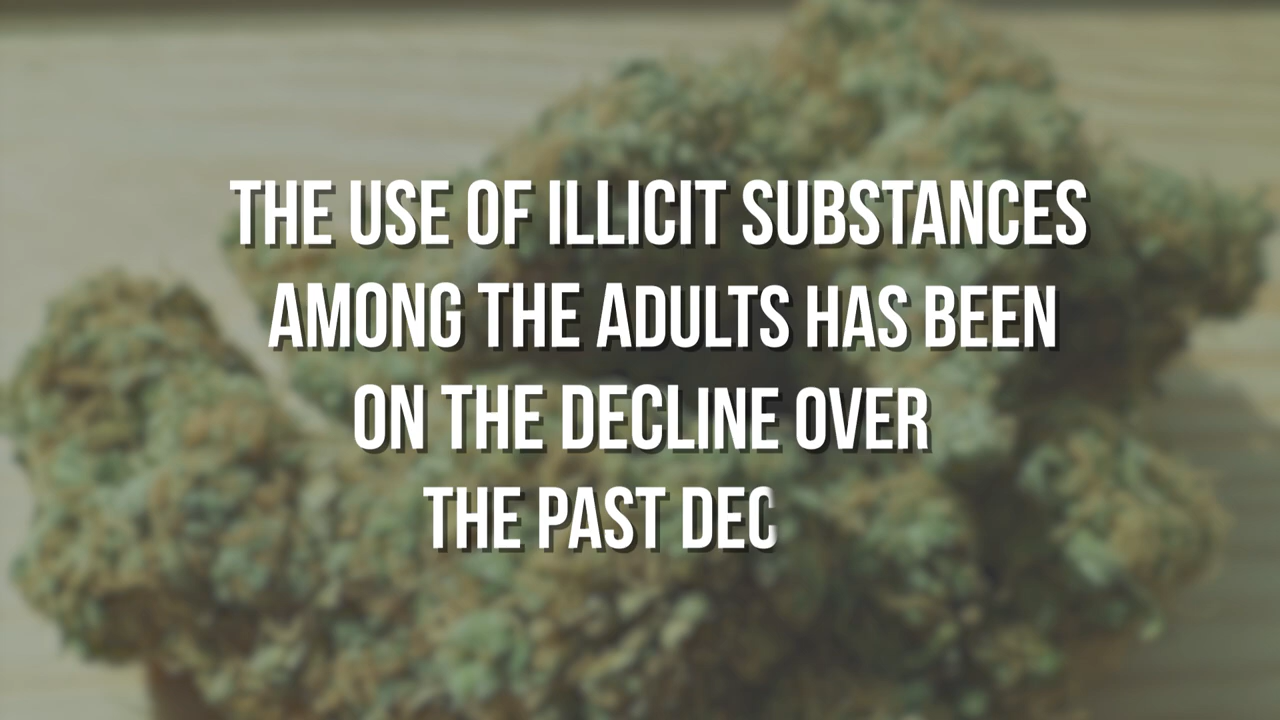 THE USE OF ILLICIT SUBSTANCES
AMONG THE ADULTS HAS BEEN
ON THE DECLINE OVER
THE PAST DEC